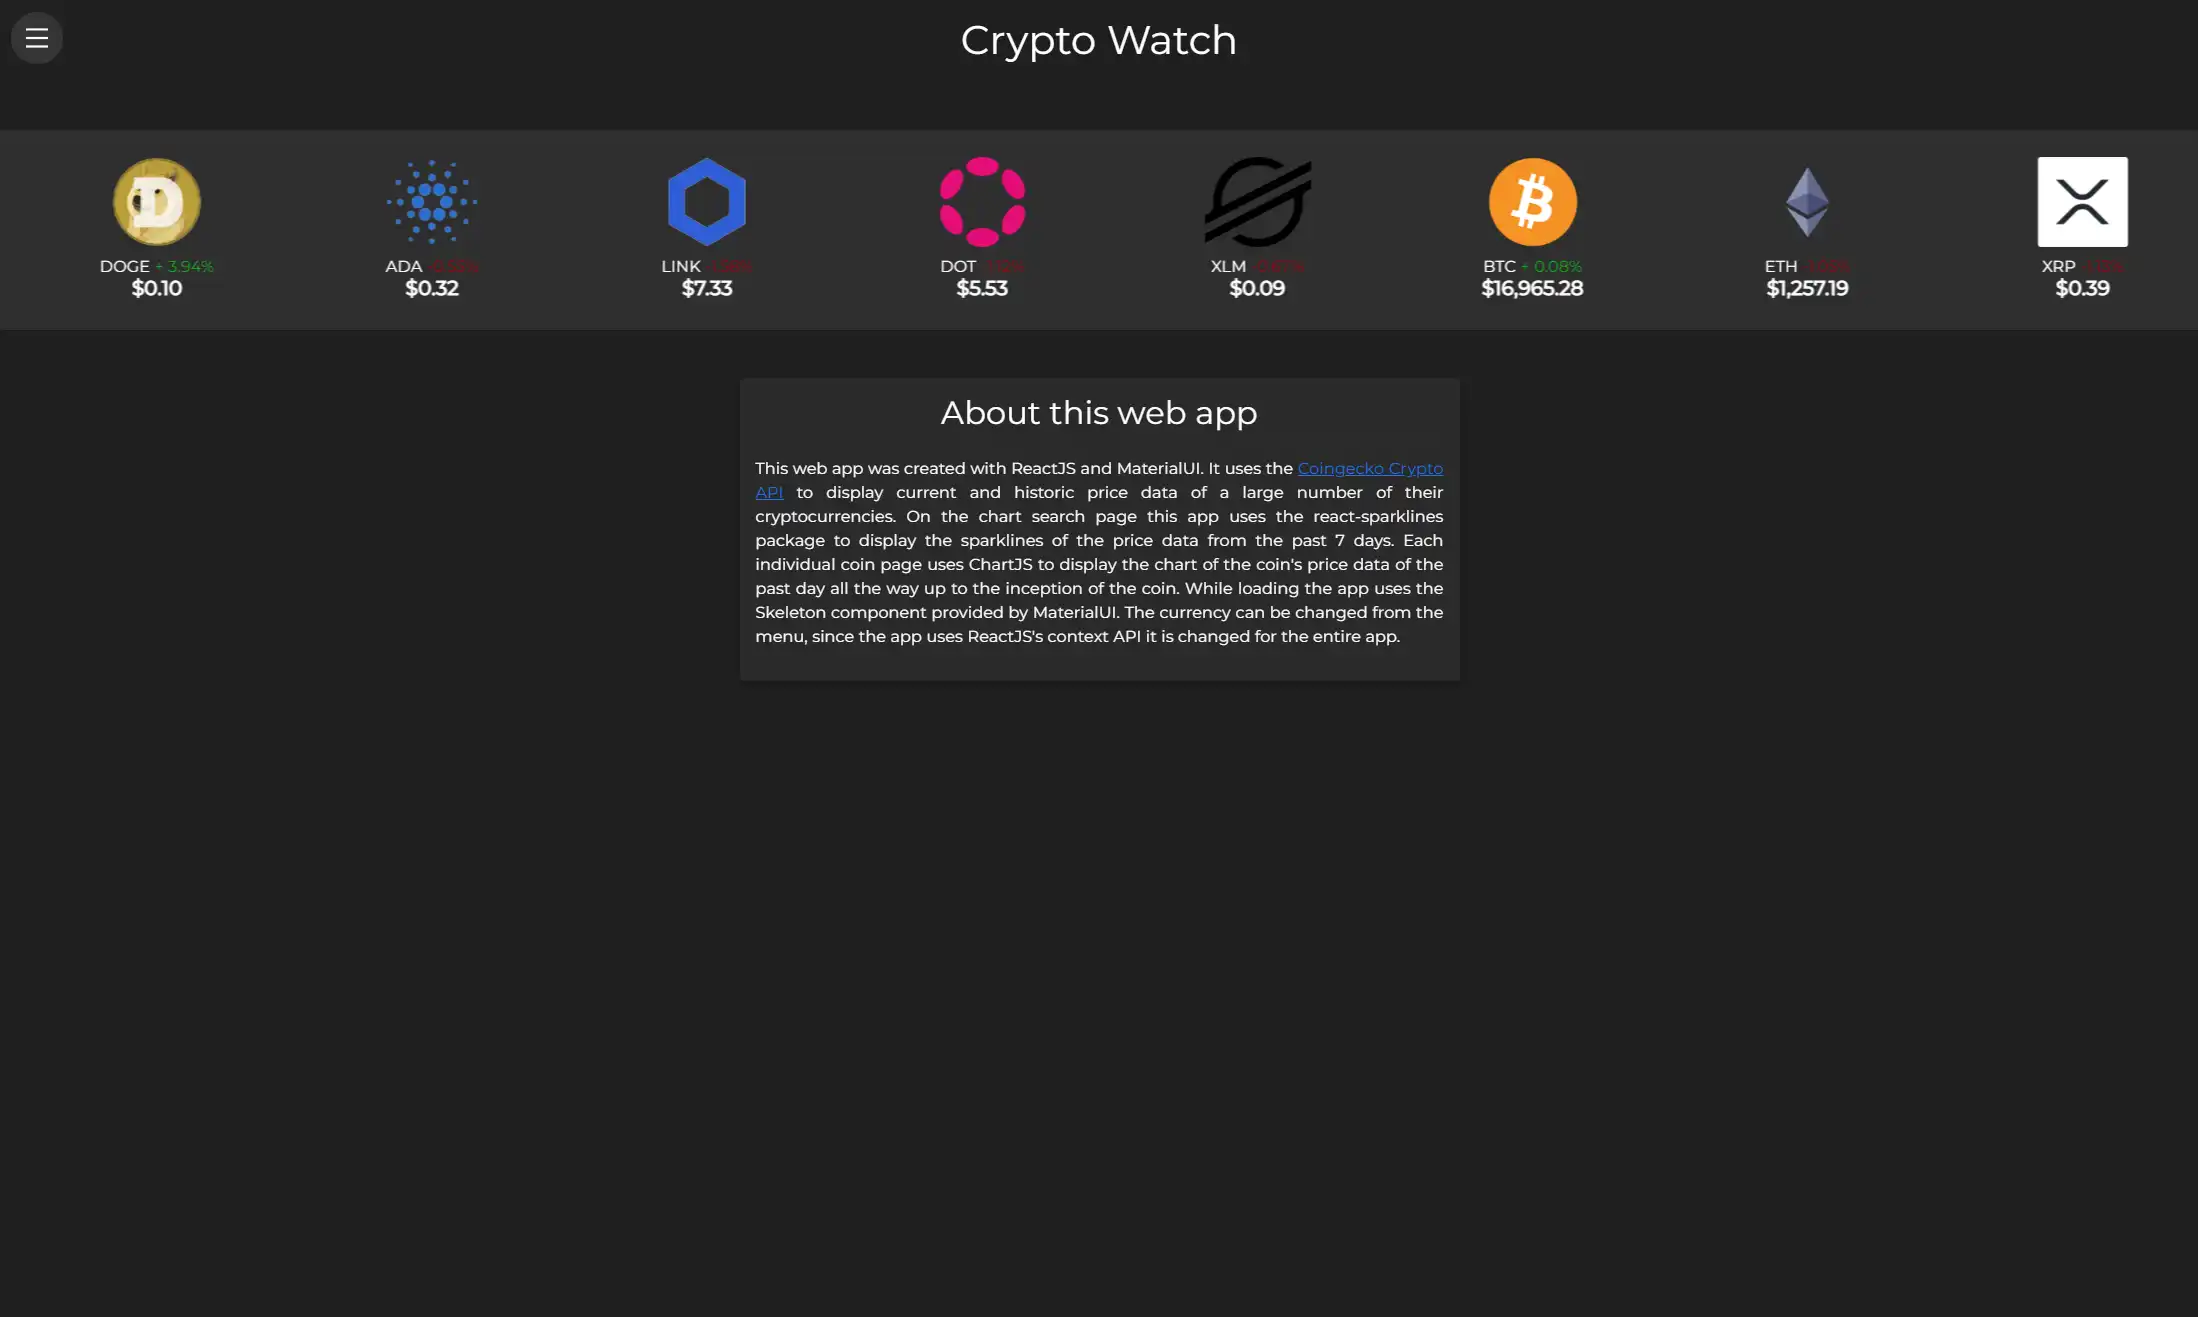 Crypto Watch
DOGE + 3.94%
$0.10
ADA
$0.32
LINK
$7.33
DOT
$5.53
XLM
$0.09
BTC + 0.08%
$16,965.28
ETH
$1,257.19
XRP
$0.39
About this web app
This web app was created with ReactJS and MaterialUI. It uses the Coingecko Crypto
API to display current and historic price data of a large number of their
cryptocurrencies. On the chart search page this app uses the react-sparklines
package to display the sparklines of the price data from the past 7 days. Each
individual coin page uses ChartJS to display the chart of the coin's price data of the
past day all the way up to the inception of the coin. While loading the app uses the
Skeleton component provided by MaterialUI. The currency can be changed from the
menu, since the app uses ReactJS's context API it is changed for the entire app.